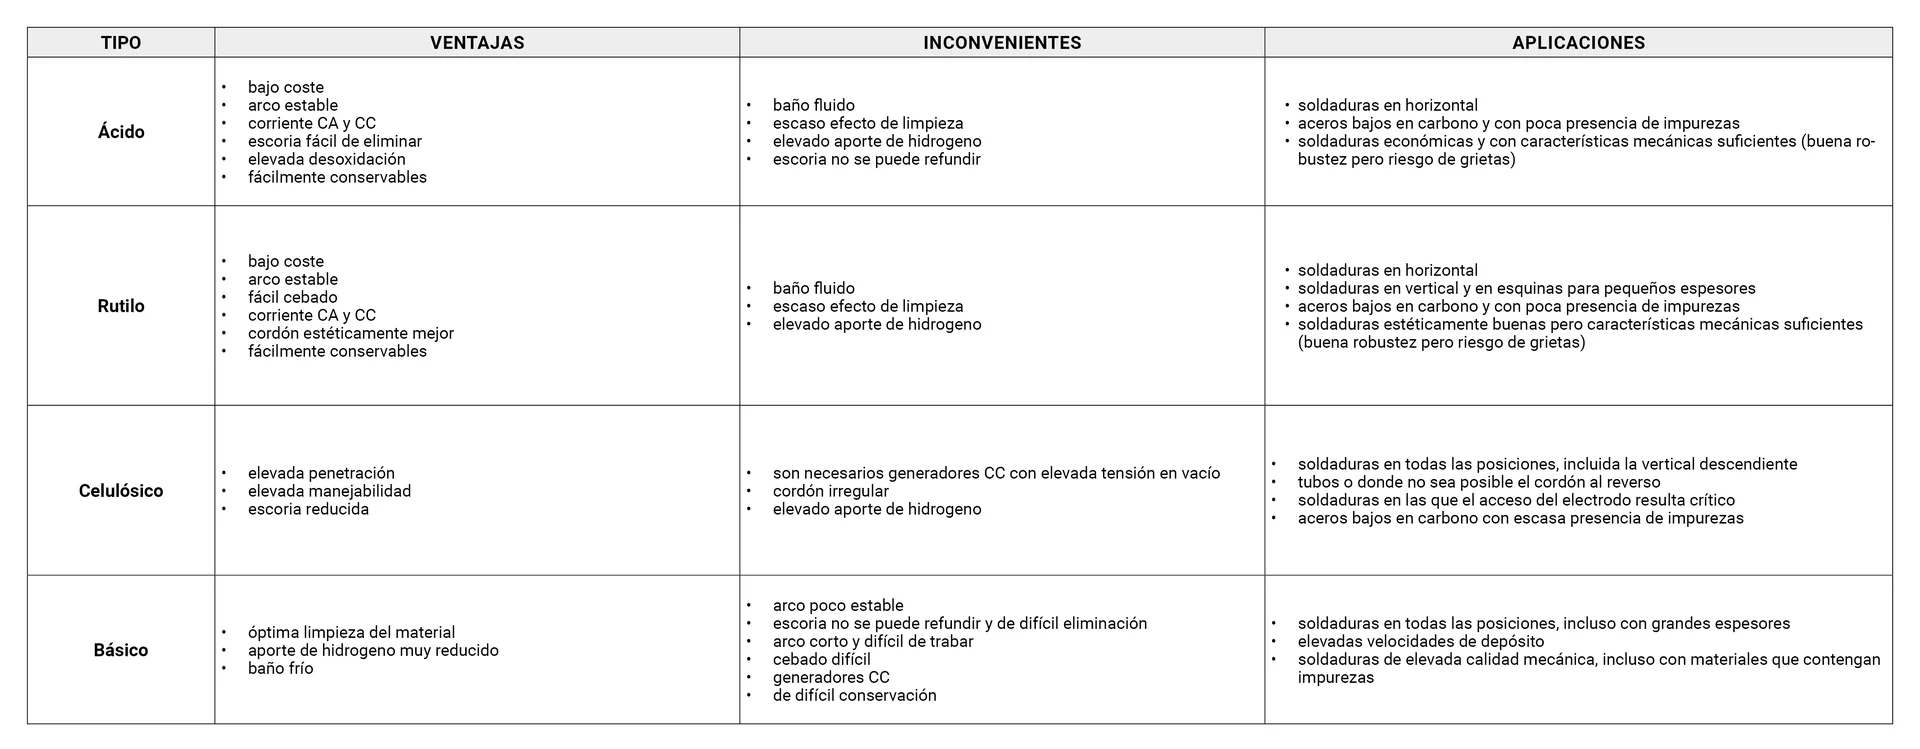 TIPO
VENTAJAS
INCONVENIENTES
APLICACIONES
Ácido
• bajo coste
• arco estable
• corriente CA y CC
• escoria fácil de eliminar
• elevada desoxidación
• fácilmente conservables
• baño fluido
• escaso efecto de limpieza
• elevado aporte de hidrogeno
• escoria no se puede refundir
• soldaduras en horizontal
• aceros bajos en carbono y con poca presencia de impurezas
• soldaduras económicas y con características mecánicas suficientes (buena ro-
bustez pero riesgo de grietas)
Rutilo
• bajo coste
• arco estable
• fácil cebado
• corriente CA y CC
• cordón estéticamente mejor
• fácilmente conservables
• baño fluido
• escaso efecto de limpieza
• elevado aporte de hidrogeno
• soldaduras en horizontal
• soldaduras en vertical y en esquinas para pequeños espesores
• aceros bajos en carbono y con poca presencia de impurezas
• soldaduras estéticamente buenas pero características mecánicas suficientes
(buena robustez pero riesgo de grietas)
Celulósico
• elevada penetración
• elevada manejabilidad
• escoria reducida
• son necesarios generadores CC con elevada tensión en vacío
• cordón irregular
• elevado aporte de hidrogeno
• soldaduras en todas las posiciones, incluida la vertical descendiente
• tubos o donde no sea posible el cordón al reverso
• soldaduras en las que el acceso del electrodo resulta crítico
• aceros bajos en carbono con escasa presencia de impurezas
Básico
• óptima limpieza del material
• aporte de hidrogeno muy reducido
• baño frío
• arco poco estable
• escoria no se puede refundir y de difícil eliminación
• arco corto y difícil de trabar
• cebado difícil
• generadores CC
• de difícil conservación
• soldaduras en todas las posiciones, incluso con grandes espesores
• elevadas velocidades de depósito
• soldaduras de elevada calidad mecánica, incluso con materiales que contengan
impurezas